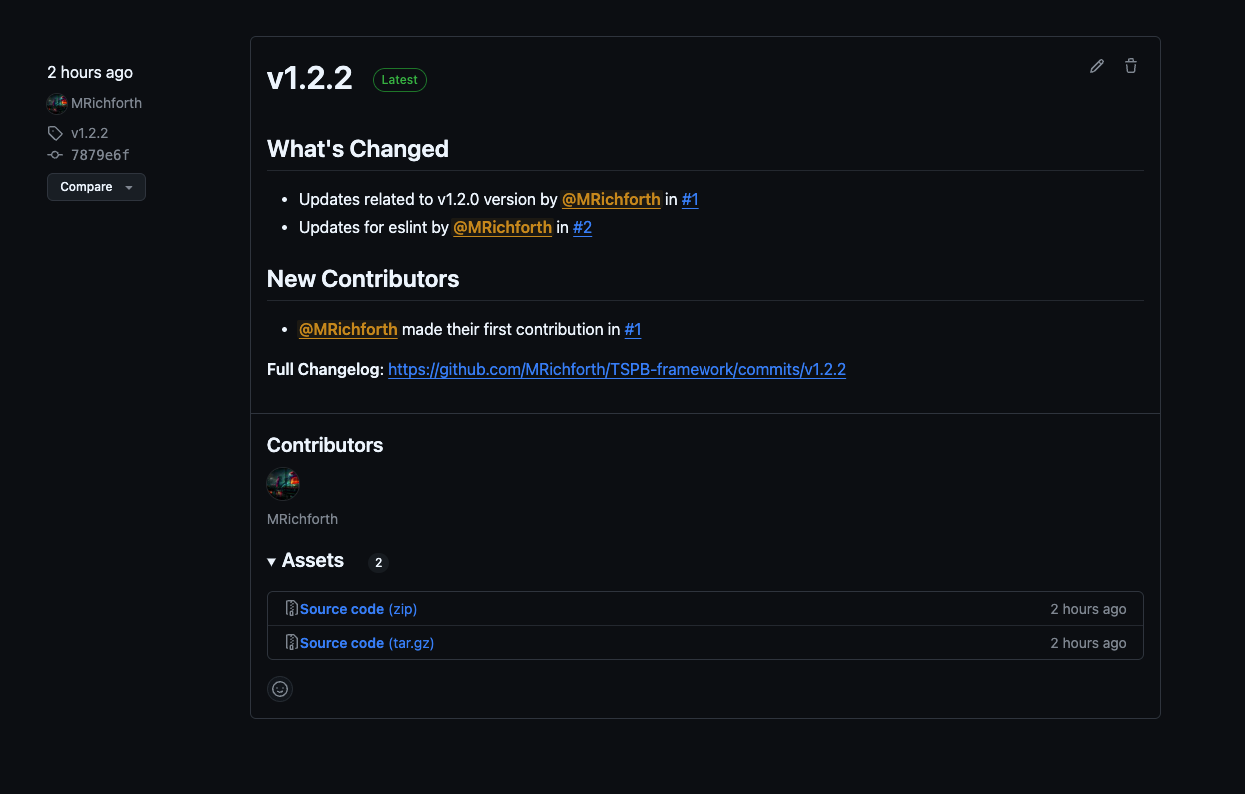 2 hours ago
MRichforth
v1.2.2
7879e6f
Compare
v1.2.2 Latest
What's Changed
• Updates related to v1.2.0 version by @MRichforth in #1
• Updates for eslint by @MRichforth in #2
New Contributors
• @MRichforth made their first contribution in #1
Full Changelog: https://github.com/MRichforth/TSPB-framework/commits/v1.2.2
Contributors
MRichforth
Assets 2
Source code (zip) 2 hours ago
Source code (tar.gz) 2 hours ago